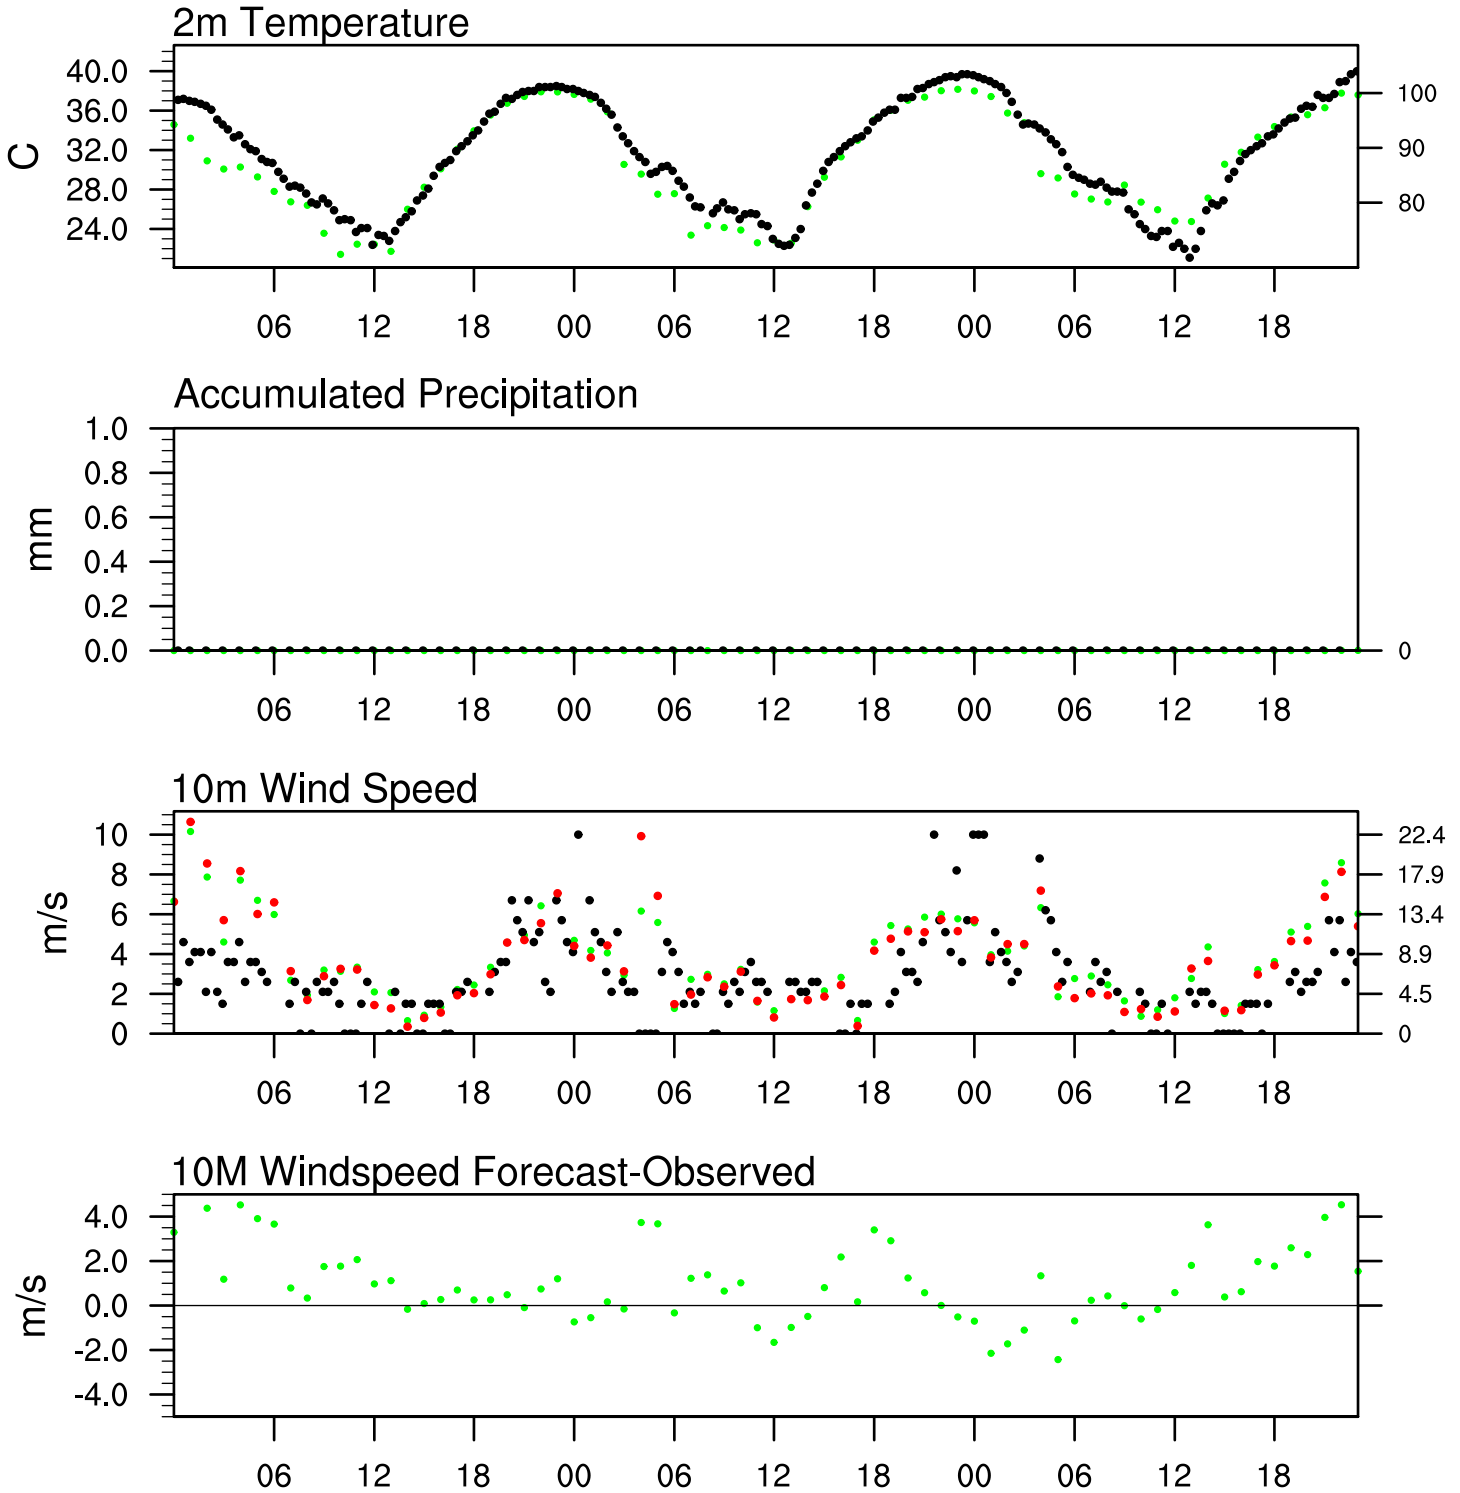 2m Temperature
40.0
36.0
32.0
28.0
24.0
C
100
90
80
06 12 18 00 06 12 18 00 06 12 18
Accumulated Precipitation
1.0
0.8
0.6
0.4
0.2
0.0
mm
0
06 12 18 00 06 12 18 00 06 12 18
10m Wind Speed
10
8
6
4
2
0
m/s
22.4
17.9
13.4
8.9
4.5
0
06 12 18 00 06 12 18 00 06 12 18
10M Windspeed Forecast-Observed
4.0
2.0
0.0
-2.0
-4.0
m/s
06 12 18 00 06 12 18 00 06 12 18